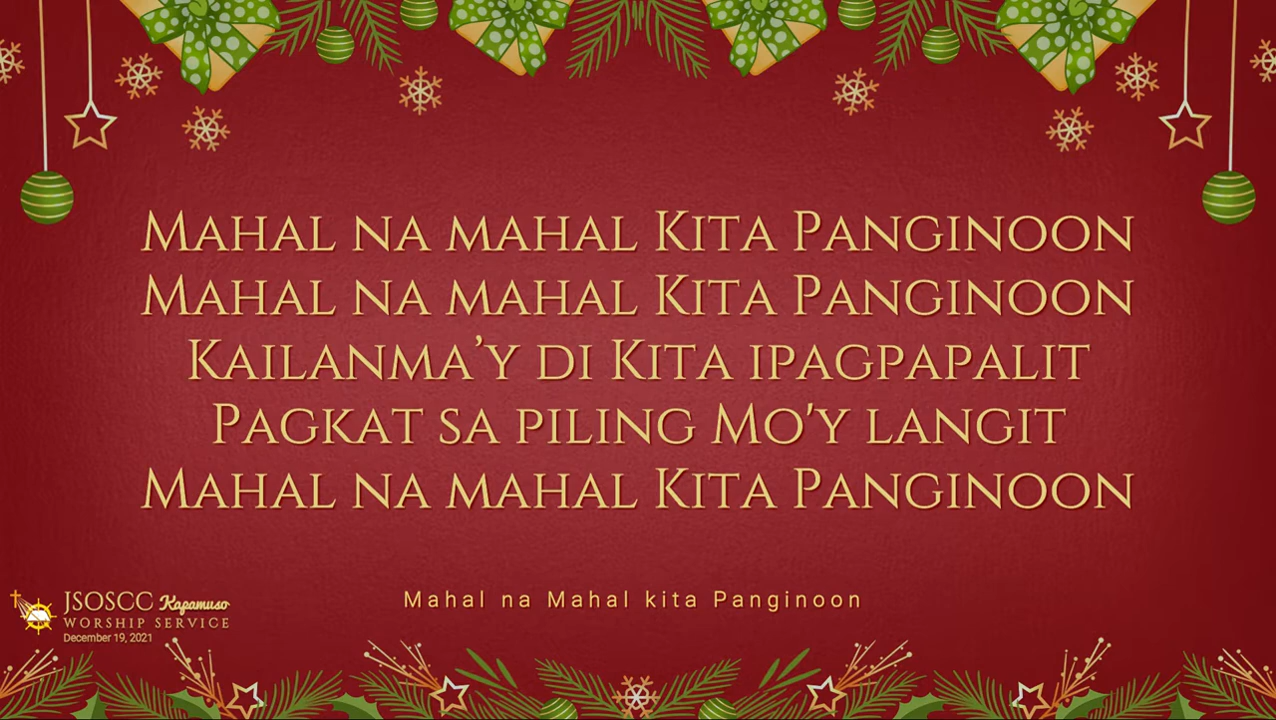 Mahal na mahal Kita Panginoon
Mahal na mahal Kita Panginoon
Kailanma’y di Kita ipagpapalit
Pagkat sa piling Mo'y langit
Mahal na mahal Kita Panginoon
Mahal na Mahal kita Panginoon
JSOSCC Kapamuso
WORSHIP SERVICE
December 19, 2021